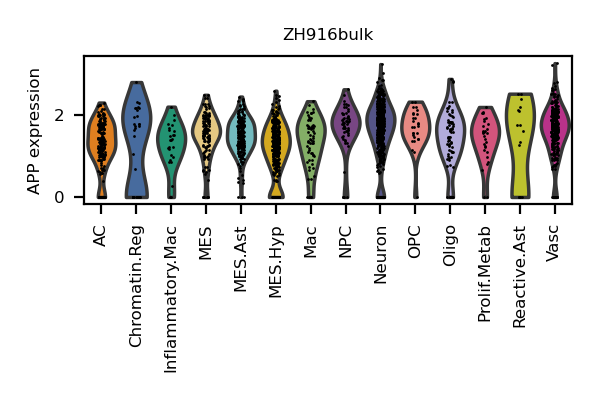 ZH916bulk
APP expression
2
0
AC
Chromatin.Reg
Inflammatory.Mac
MES
MES.Ast
MES.Hyp
Mac
NPC
Neuron
OPC
Oligo
Prolif.Metab
Reactive.Ast
Vasc